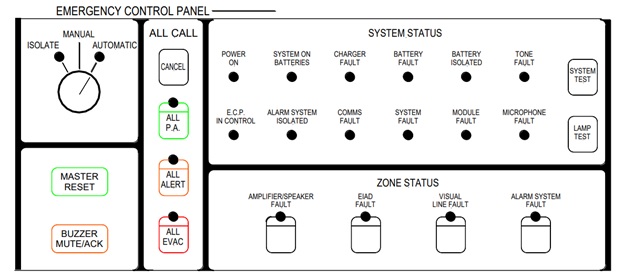 EMERGENCY CONTROL PANEL
MANUAL
ISOLATE
AUTOMATIC
MASTER
RESET
BUZZER
MUTE/ACK
ALL CALL
CANCEL
ALL
P.A.
ALL
ALERT
ALL
EVAC
SYSTEM STATUS
POWER
ON
SYSTEM ON
BATTERIES
CHARGER
FAULT
BATTERY
FAULT
BATTERY
ISOLATED
TONE
FAULT
SYSTEM
TEST
E.C.P.
IN CONTROL
ALARM SYSTEM
ISOLATED
COMMS
FAULT
SYSTEM
FAULT
MODULE
FAULT
MICROPHONE
FAULT
LAMP
TEST
ZONE STATUS
AMPLIFIER/SPEAKER
FAULT
EIAD
FAULT
VISUAL
LINE FAULT
ALARM SYSTEM
FAULT